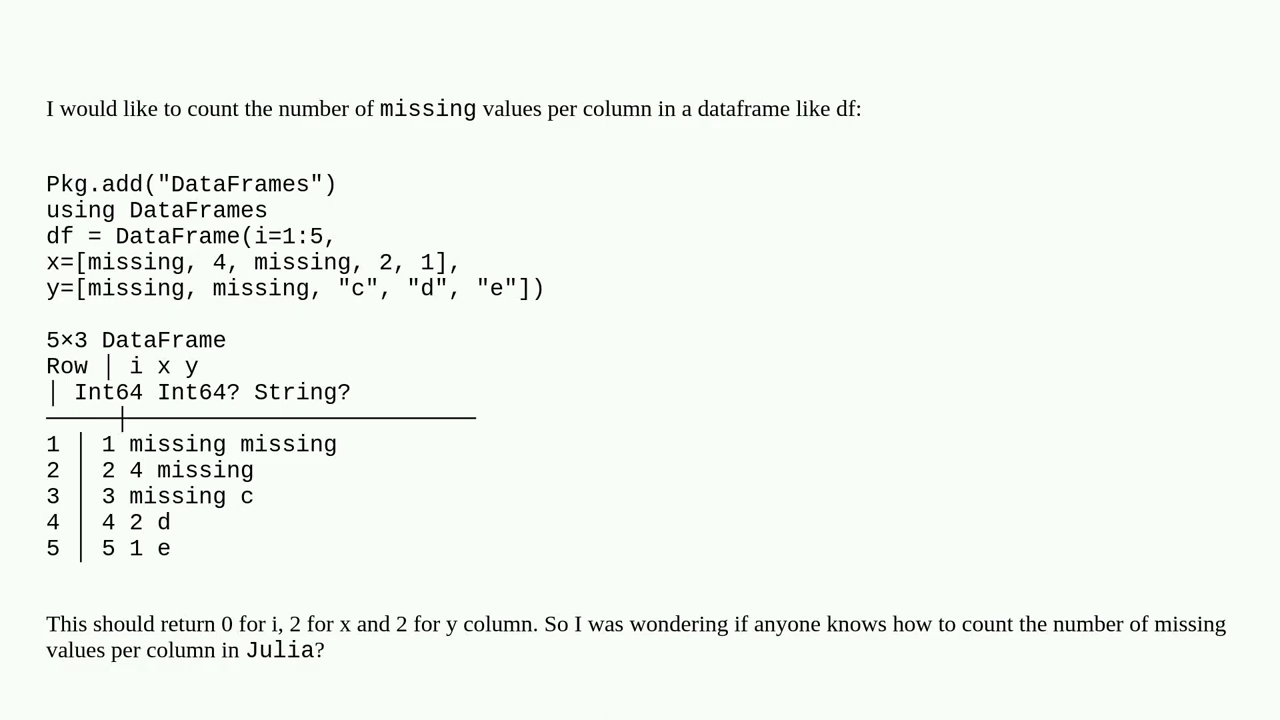 I would like to count the number of missing values per column in a dataframe like df:
Pkg.add("DataFrames")
using DataFrames
df = DataFrame(i=1:5,
x=[missing, 4, missing, 2, 1],
y=[missing, missing, "c", "d", "e"])
5×3 DataFrame
Row │ i x y
│ Int64 Int64? String?
─────┼─────────────────────────
1 │ 1 missing missing
2 │ 2 4 missing
3 │ 3 missing c
4 │ 4 2 d
5 │ 5 1 e
This should return 0 for i, 2 for x and 2 for y column. So I was wondering if anyone knows how to count the number of missing
values per column in Julia?